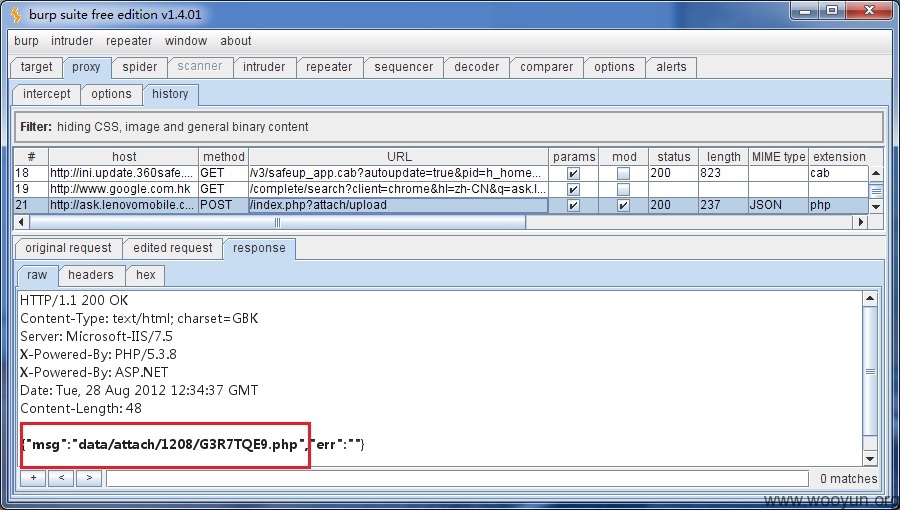 burp suite free edition v1.4.01
burp intruder repeater window about
target proxy spider scanner intruder repeater sequencer decoder comparer options alerts
intercept options history
Filter: hiding CSS, image and general binary content
# host method URL params mod status length MIME type extension
18 http://ini.update.360safe.... GET /v3/safeup_app.cab?autoupdate=true&pid=h_home... 200 823 cab
19 http://www.google.com.hk GET /complete/search?client=chrome&hl=zh-CN&q=ask.l...
21 http://ask.lenovomobile.c... POST /index.php?attach/upload 200 237 JSON php
original request edited request response
raw headers hex
HTTP/1.1 200 OK
Content-Type: text/html; charset=GBK
Server: Microsoft-IIS/7.5
X-Powered-By: PHP/5.3.8
X-Powered-By: ASP.NET
Date: Tue, 28 Aug 2012 12:34:37 GMT
Content-Length: 48
{"msg":"data/attach/1208/G3R7TQE9.php","err":""}
+ < > 0 matches
www.wooyun.org